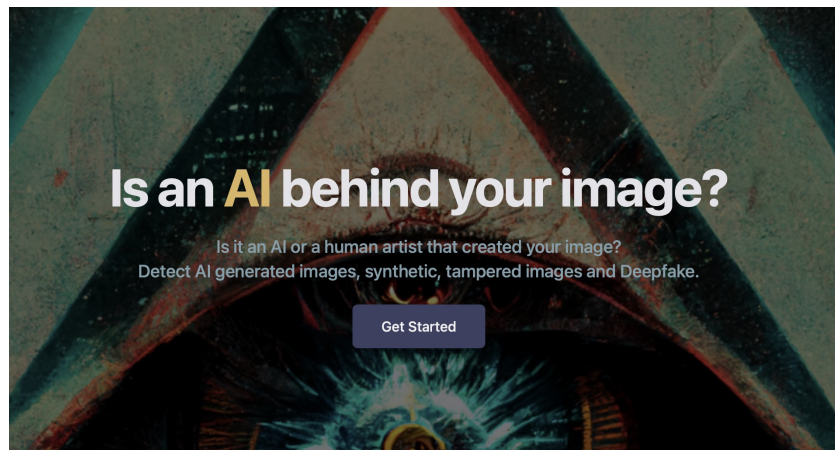 Is an AI behind your image?
Is it an AI or a human artist that created your image?
Detect AI generated images, synthetic, tampered images and Deepfake.
Get Started